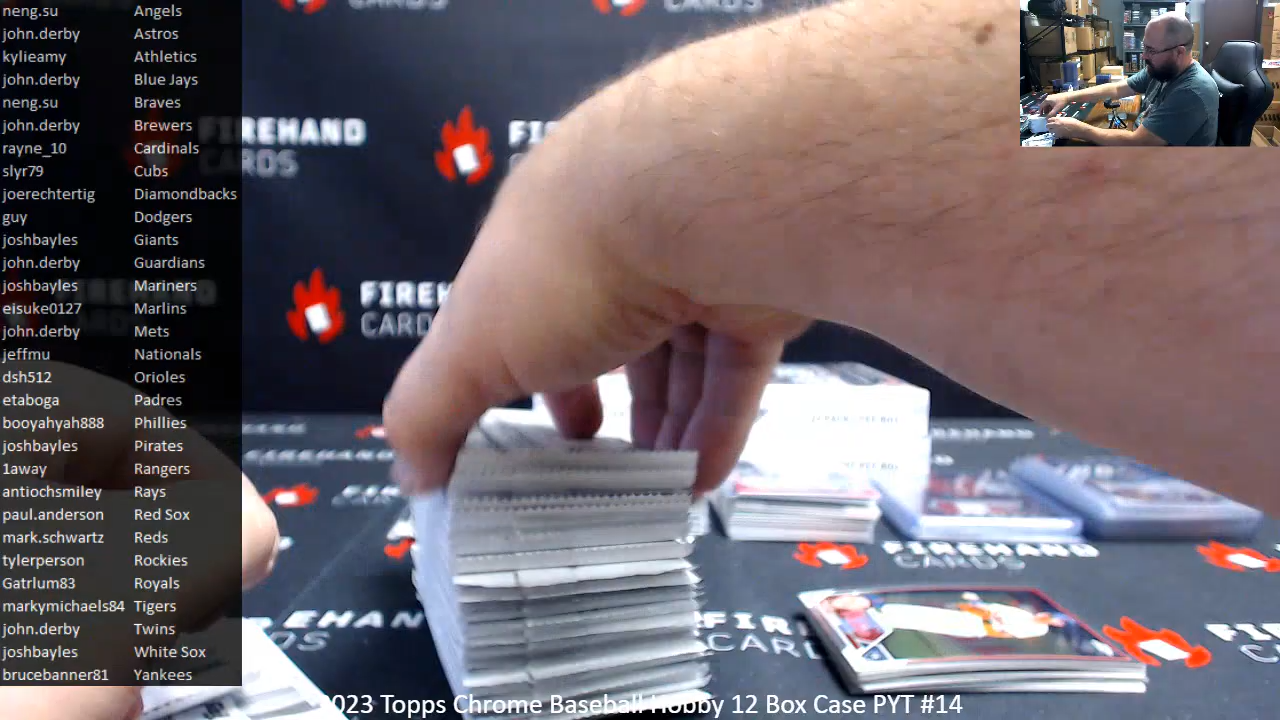 neng.su Angels
john.derby Astros
kylieamy Athletics
john.derby Blue Jays
neng.su Braves
john.derby Brewers
rayne_10 Cardinals
slyr79 Cubs
joerechtertig Diamondbacks
guy Dodgers
joshbayles Giants
john.derby Guardians
joshbayles Mariners
eisuke0127 Marlins
john.derby Mets
jeffmu Nationals
dsh512 Orioles
etaboga Padres
booyahyah888 Phillies
joshbayles Pirates
1away Rangers
antiochsmiley Rays
paul.anderson Red Sox
mark.schwartz Reds
tylerperson Rockies
Gatrlum83 Royals
markymichaels84 Tigers
john.derby Twins
joshbayles White Sox
brucebanner81 Yankees
FIREHAND
CARDS
FIREHAND
CARDS
023 Topps Chrome Baseball Hobby 12 Box Case PYT #14